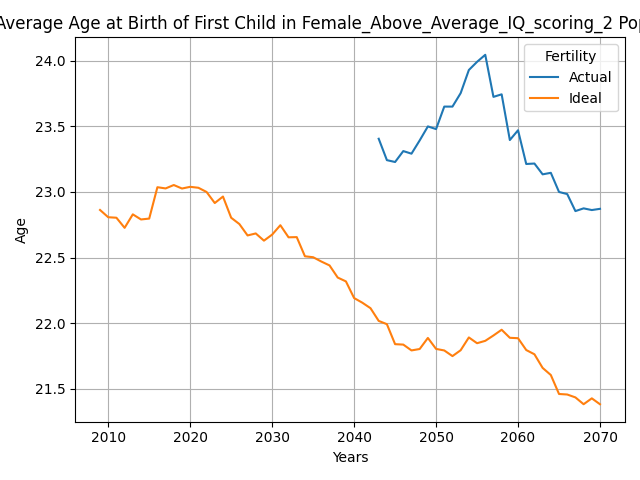 Average Age at Birth of First Child in Female_Above_Average_IQ_scoring_2
Fertility
Actual
Ideal
24.0
23.5
23.0
22.5
22.0
21.5
Age
2010
2020
2030
2040
2050
2060
2070
Years